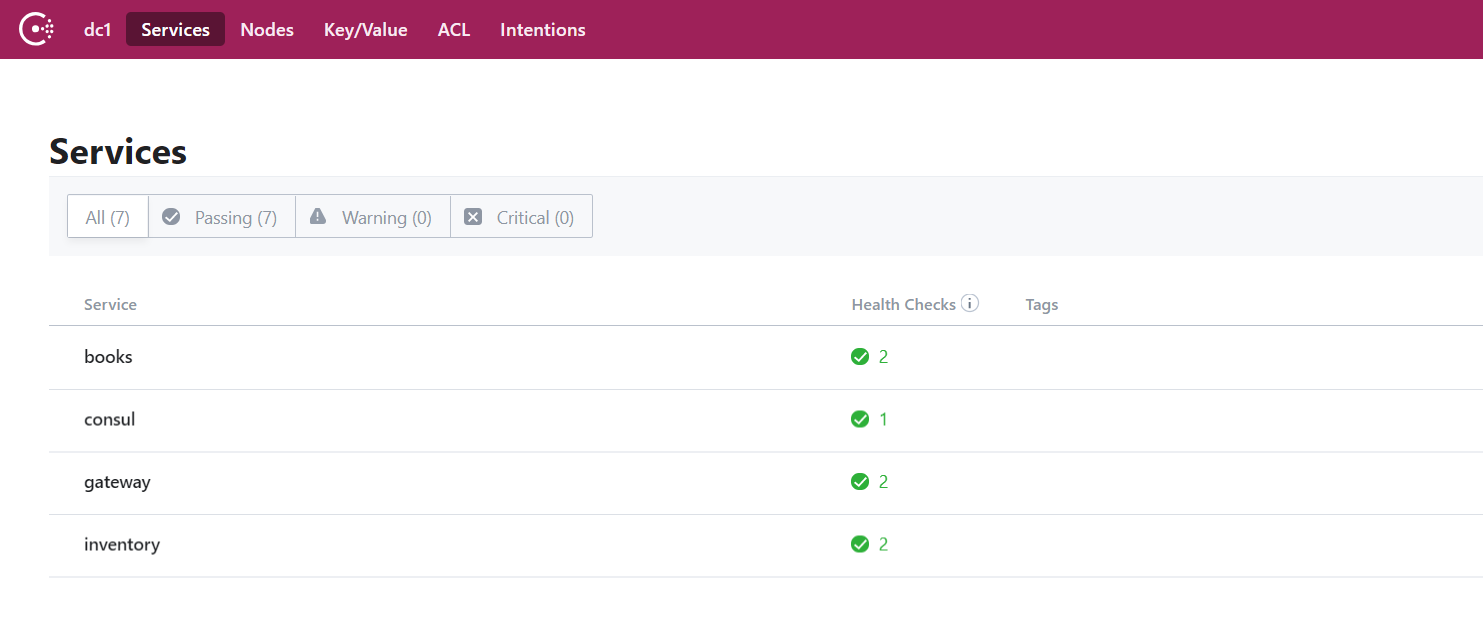 dc1 Services Nodes Key/Value ACL Intentions
Services
All (7) Passing (7) Warning (0) Critical (0)
Service Health Checks Tags
books 2
consul 1
gateway 2
inventory 2